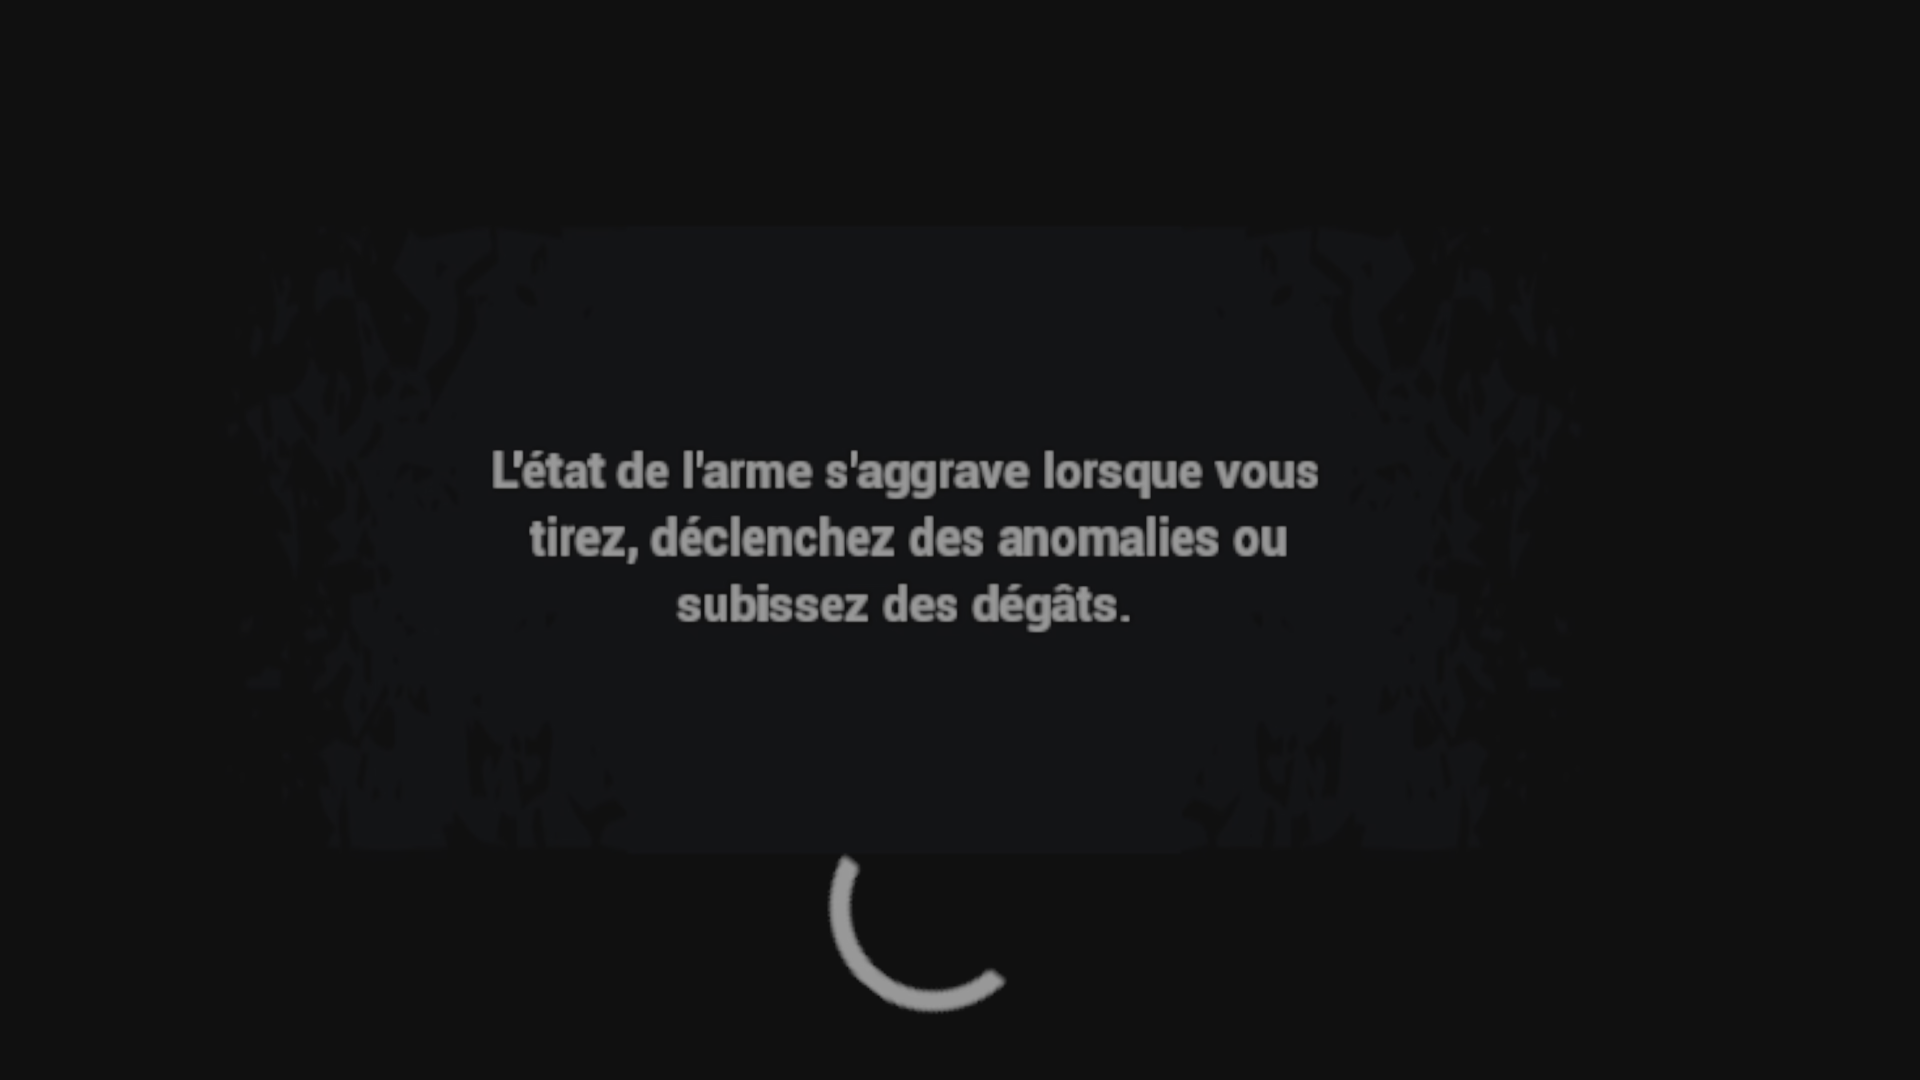 L'état de l'arme s'aggrave lorsque vous
tirez, déclenchez des anomalies ou
subissez des dégâts.